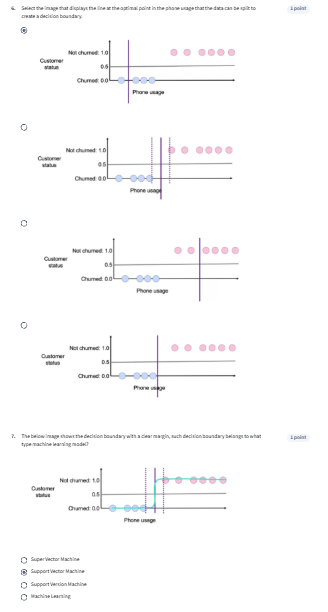 6. Select the image that displays the line at the optimal point in the phone usage that the data can be split to
create a decision boundary.
1 point
Not churned: 1.0
Customer
status
0.5
Churned: 0.0
Phone usage
Not churned: 1.0
Customer
status
0.5
Churned: 0.0
Phone usage
Not churned: 1.0
Customer
status
0.5
Churned: 0.0
Phone usage
Not churned: 1.0
Customer
status
0.5
Churned: 0.0
Phone usage
7. The below image shows the decision boundary with a clear margin, such decision boundary belongs to what
type machine learning model?
1 point
Not churned: 1.0
Customer
status
0.5
Churned: 0.0
Phone usage
Super Vector Machine
Support Vector Machine
Support Version Machine
Machine Learning